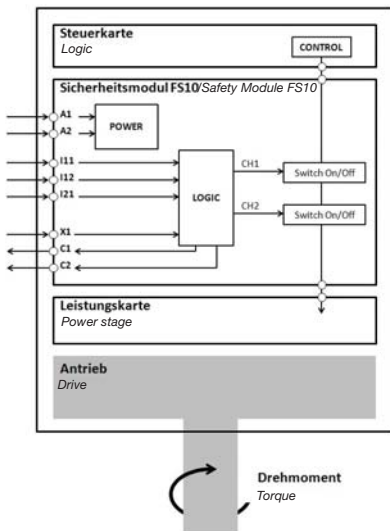 Steuerkarte
Logic
CONTROL
Sicherheitsmodul FS10/Safety Module FS10
A1
A2
POWER
I11
I12
I21
CH1
Switch On/Off
LOGIC
CH2
Switch On/Off
X1
C1
C2
Leistungskarte
Power stage
Antrieb
Drive
Drehmoment
Torque